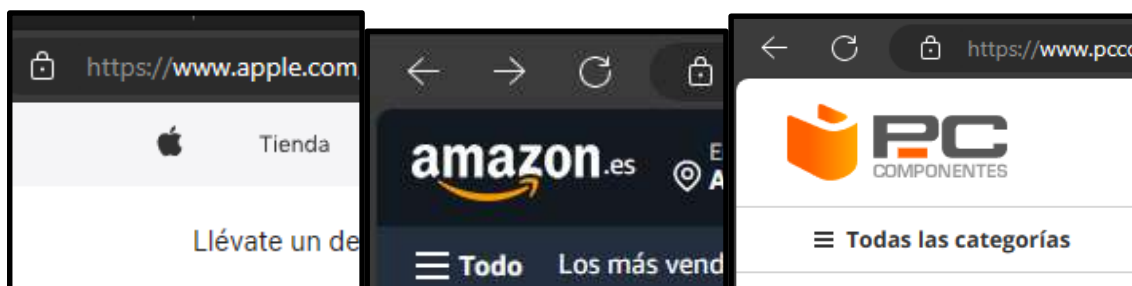 https://www.apple.com
Tienda
Llévate un de
amazon.es
E
A
Todo Los más vend
https://www.pccc
PC
COMPONENTES
Todas las categorías